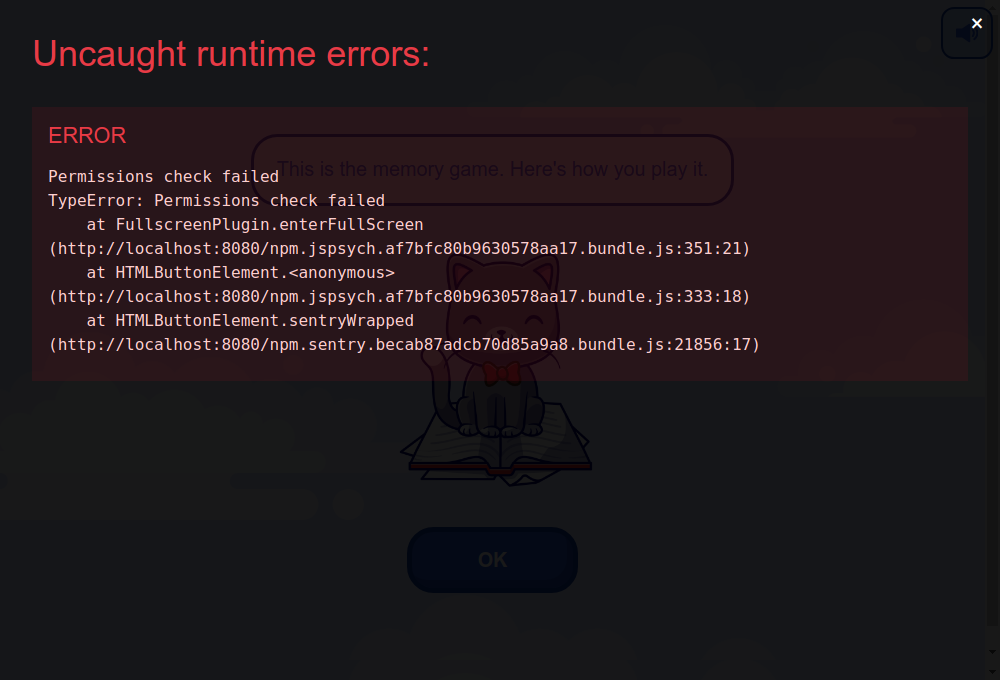 Uncaught runtime errors:
ERROR
This is the memory game. Here's how you play it.
Permissions check failed
TypeError: Permissions check failed
at FullscreenPlugin.enterFullScreen
(http://localhost:8080/npm.jspsych.af7bfc80b9630578aa17.bundle.js:351:21)
at HTMLButtonElement.<anonymous>
(http://localhost:8080/npm.jspsych.af7bfc80b9630578aa17.bundle.js:333:18)
at HTMLButtonElement.sentryWrapped
(http://localhost:8080/npm.sentry.becab87adcb70d85a9a8.bundle.js:21856:17)
OK